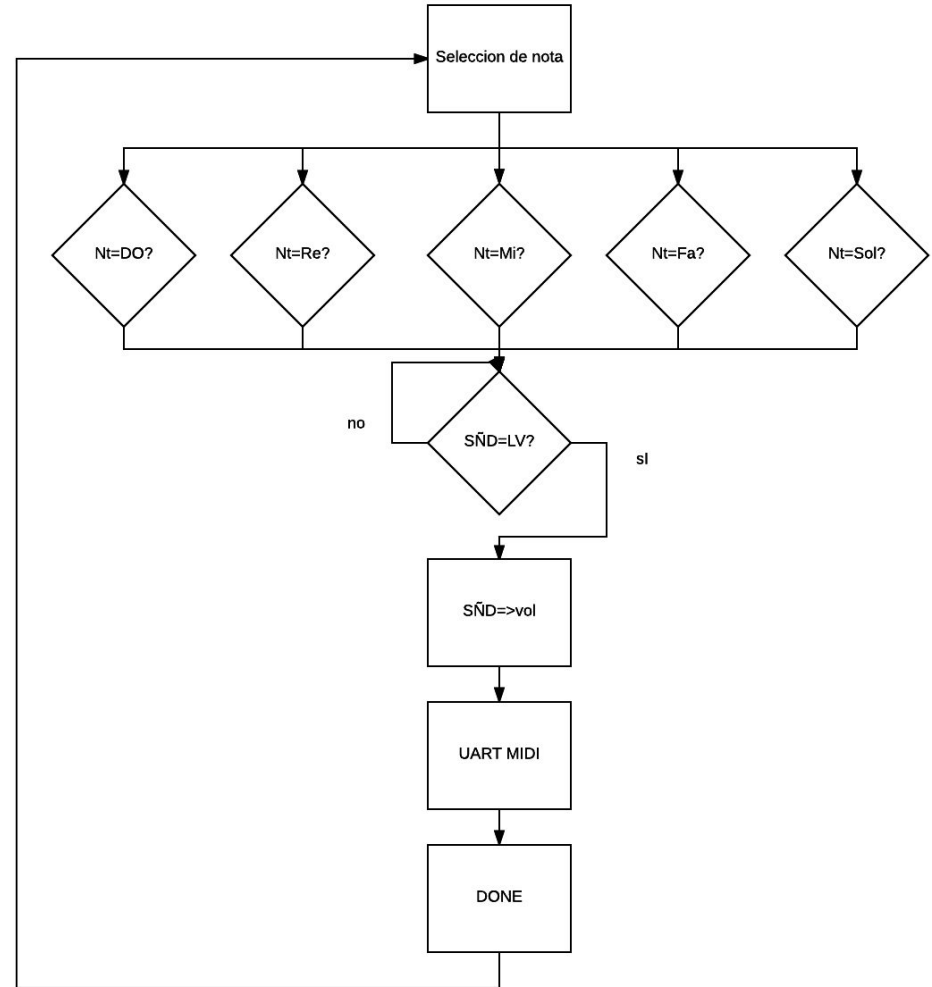 Seleccion de nota
Nt=DO?
Nt=Re?
Nt=Mi?
Nt=Fa?
Nt=Sol?
no
SÑD=LV?
sI
SÑD=>vol
UART MIDI
DONE